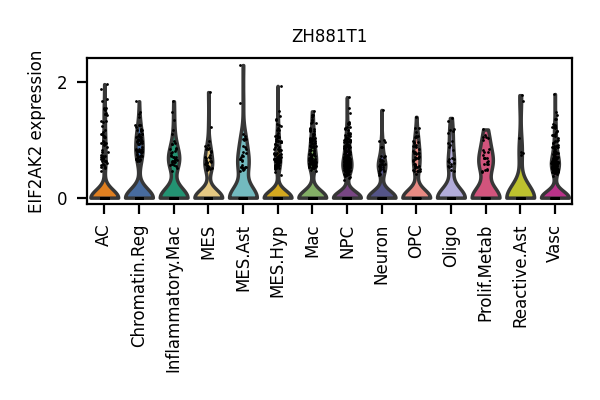 ZH881T1
EIF2AK2 expression
2
0
AC
Chromatin.Reg
Inflammatory.Mac
MES
MES.Ast
MES.Hyp
Mac
NPC
Neuron
OPC
Oligo
Prolif.Metab
Reactive.Ast
Vasc